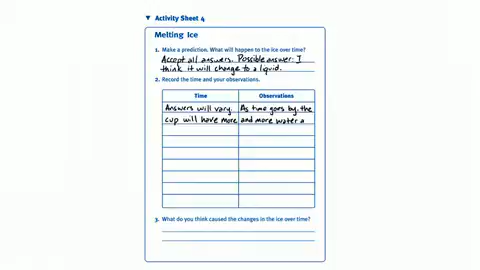 ▼ Activity Sheet 4
Melting Ice
1. Make a prediction. What will happen to the ice over time?
Accept all answers. Possible answer: I
think it will change to a liquid.
2. Record the time and your observations.
Time Observations
Answers will vary. As time goes by, the
cup will have more and more water a
3. What do you think caused the changes in the ice over time?